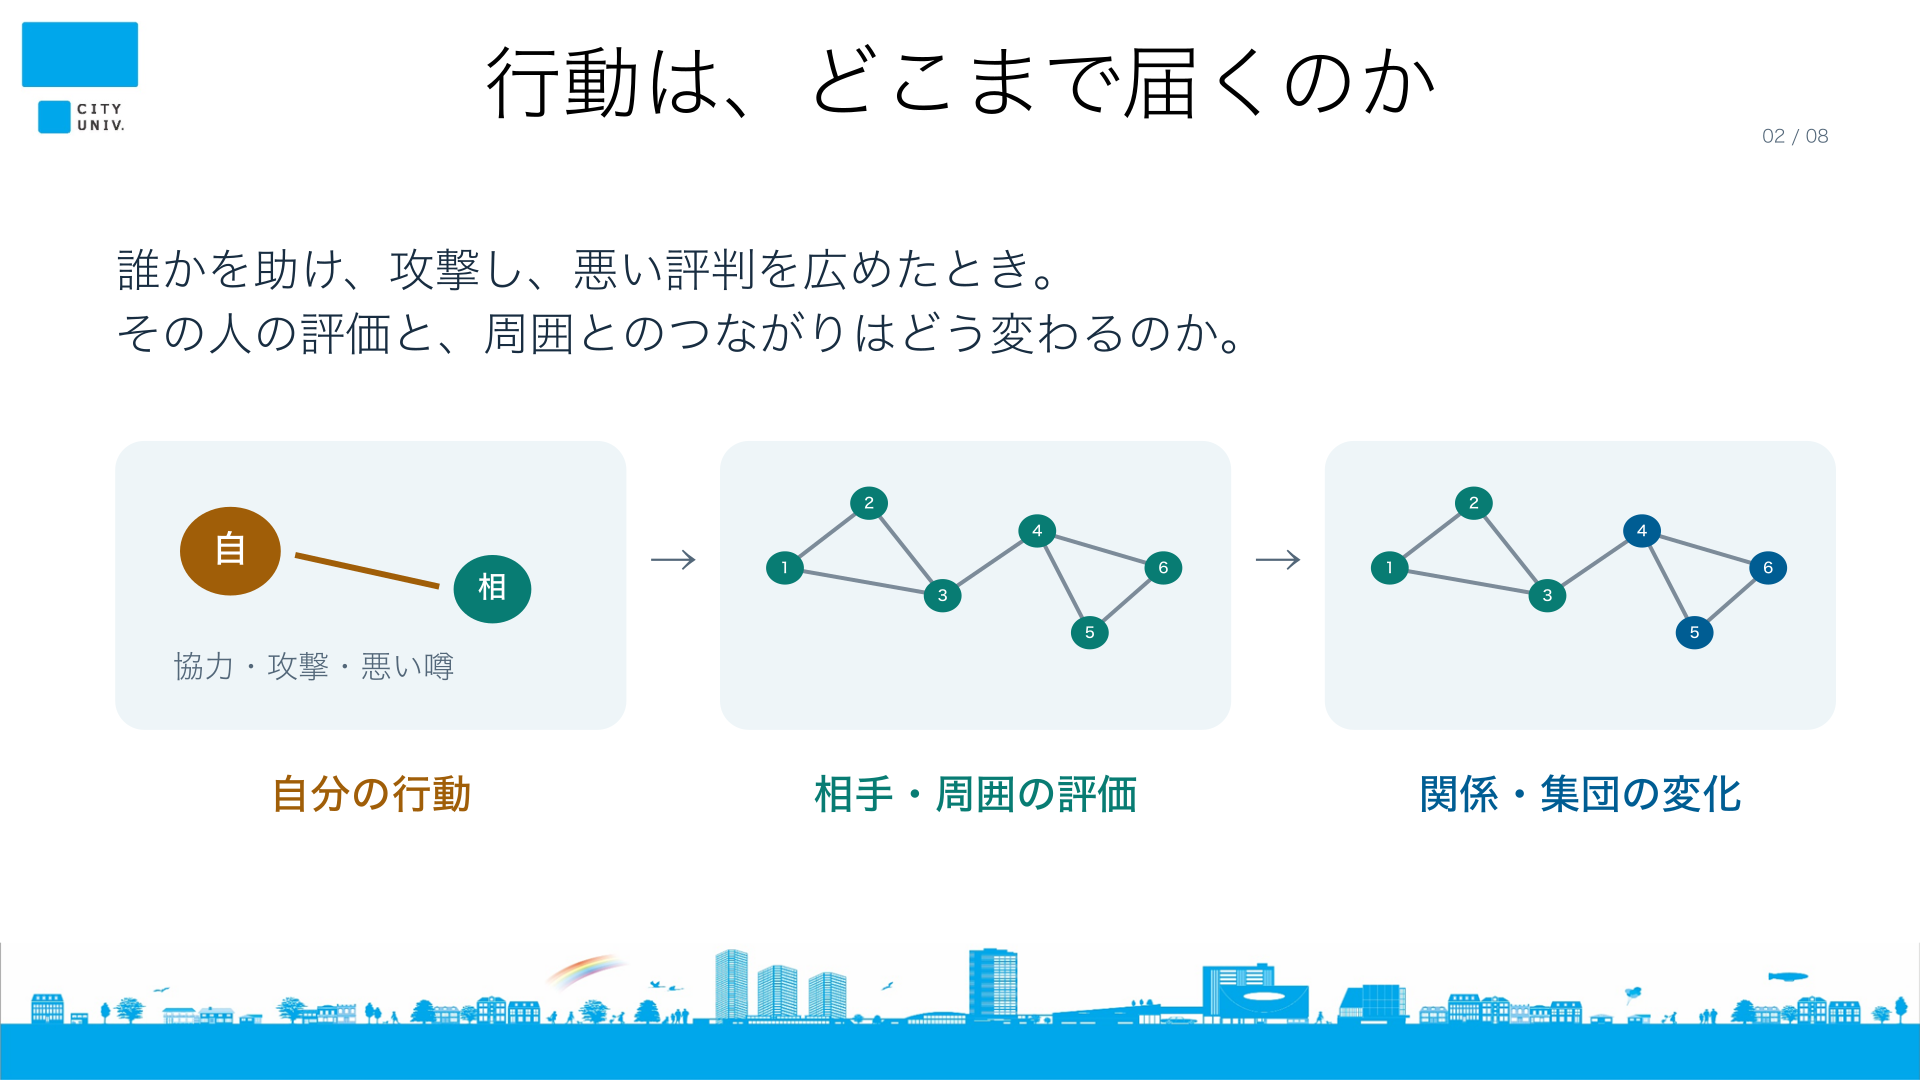 CITY
UNIV.
行動は、どこまで届くのか
02 / 08
誰かを助け、攻撃し、悪い評判を広めたとき。
その人の評価と、周囲とのつながりはどう変わるのか。
自
相
協力・攻撃・悪い噂
→
1
2
3
4
5
6
→
1
2
3
4
5
6
自分の行動
相手・周囲の評価
関係・集団の変化